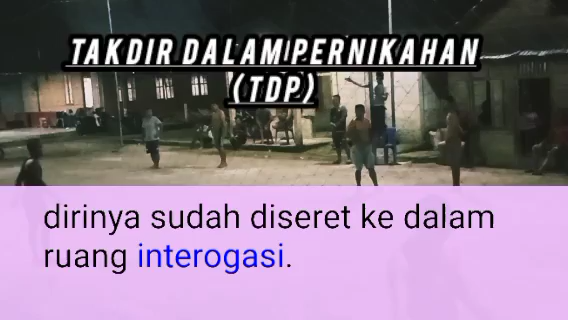 TAKDIR DALAM PERNIKAHAN
(TDP)
dirinya sudah diseret ke dalam
ruang interogasi.